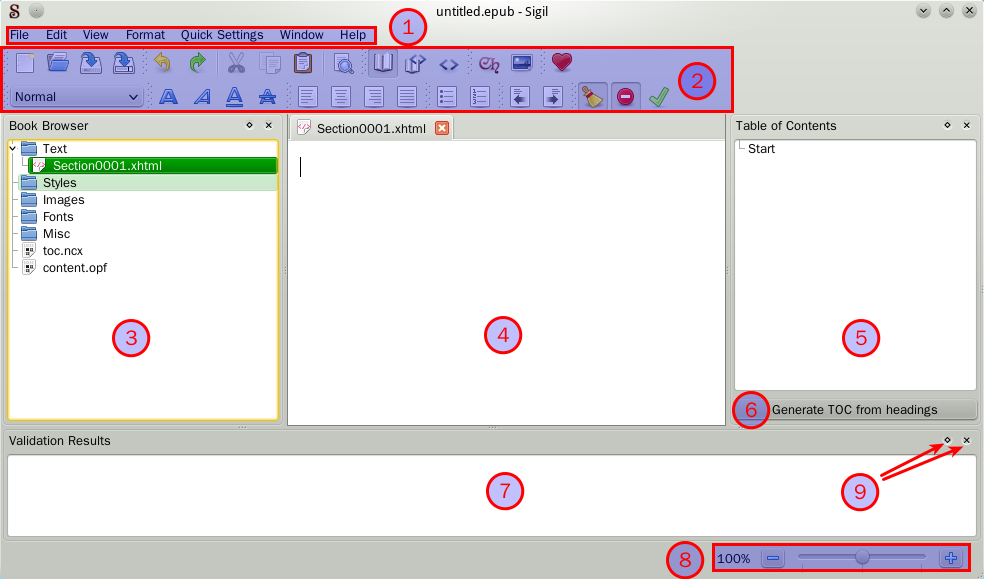 untitled.epub - Sigil
File Edit View Format Quick Settings Window Help
1
2
Normal
Book Browser
Text
Section0001.xhtml
Styles
Images
Fonts
Misc
toc.ncx
content.opf
3
Section0001.xhtml
4
Table of Contents
Start
5
6 Generate TOC from headings
Validation Results
7
9
8
100%